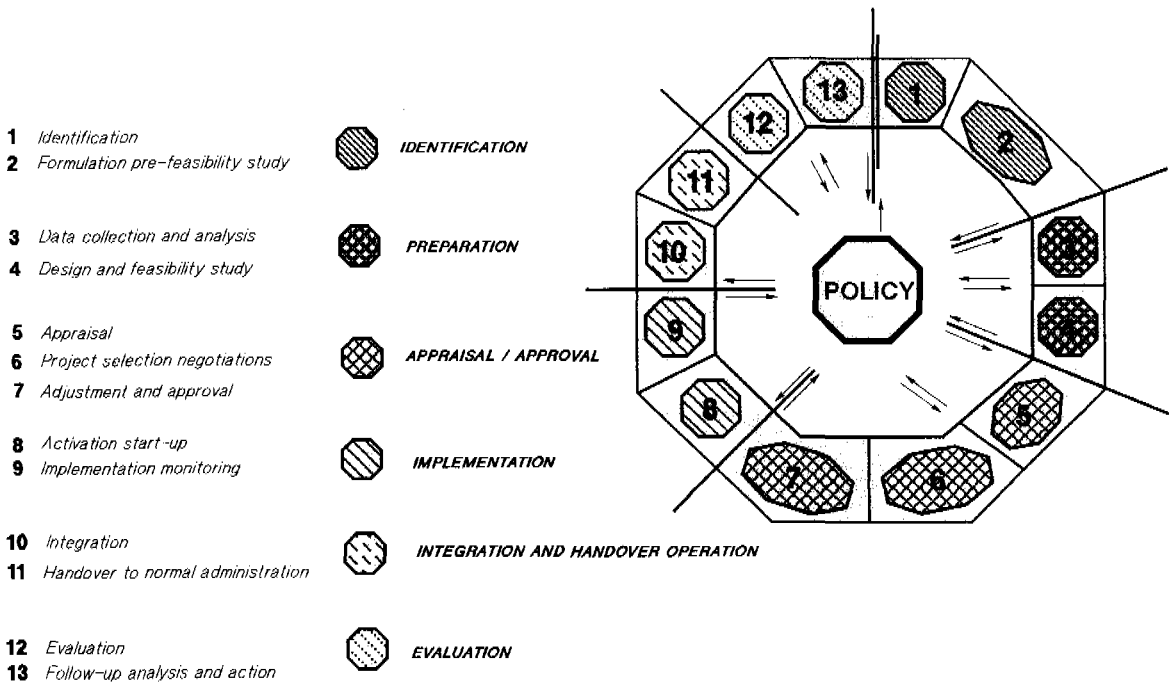 1 Identification
2 Formulation pre-feasibility study
IDENTIFICATION
3 Data collection and analysis
4 Design and feasibility study
PREPARATION
5 Appraisal
6 Project selection negotiations
7 Adjustment and approval
APPRAISAL / APPROVAL
8 Activation start-up
9 Implementation monitoring
IMPLEMENTATION
10 Integration
11 Handover to normal administration
INTEGRATION AND HANDOVER OPERATION
12 Evaluation
13 Follow-up analysis and action
EVALUATION
13
1
12
2
11
3
10
POLICY
4
9
8
5
7
6